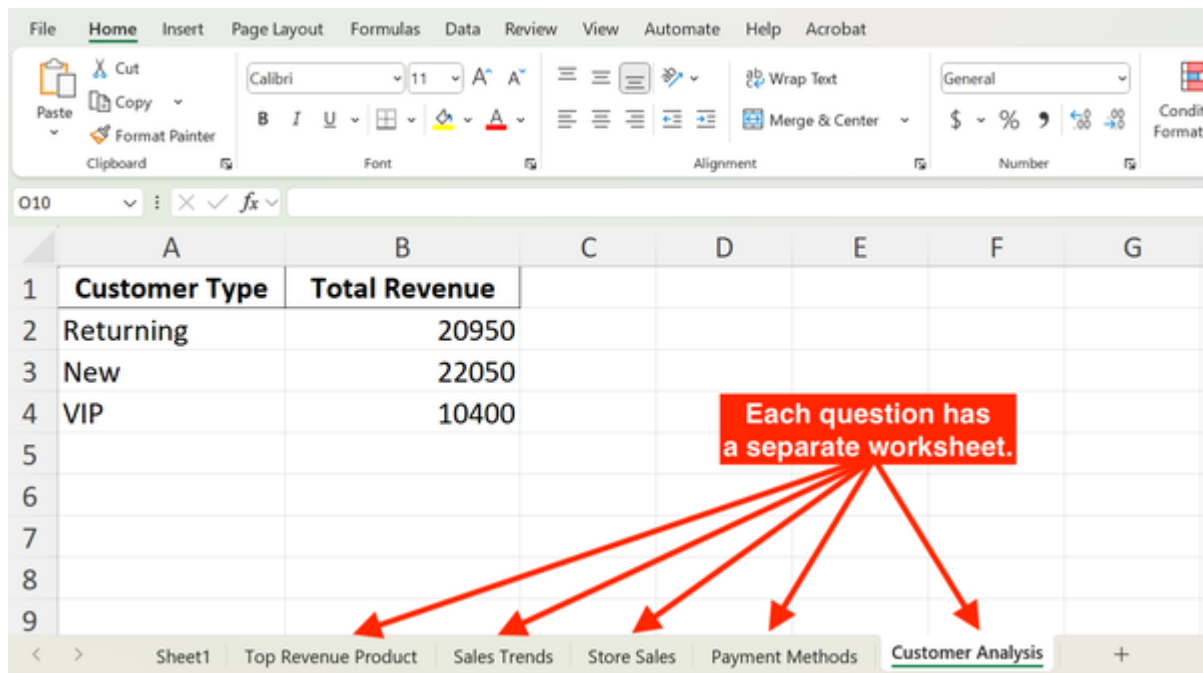 File Home Insert Page Layout Formulas Data Review View Automate Help Acrobat
Cut
Calibri 11 A A Wrap Text General
Paste Copy
Format Painter B I U A Merge & Center $ % 9 .00 .00
Clipboard Font Alignment Number
O10 fx
A B C D E F G
1 Customer Type Total Revenue
2 Returning 20950
3 New 22050
4 VIP 10400
Each question has
a separate worksheet.
5
6
7
8
9
Sheet1 Top Revenue Product Sales Trends Store Sales Payment Methods Customer Analysis +